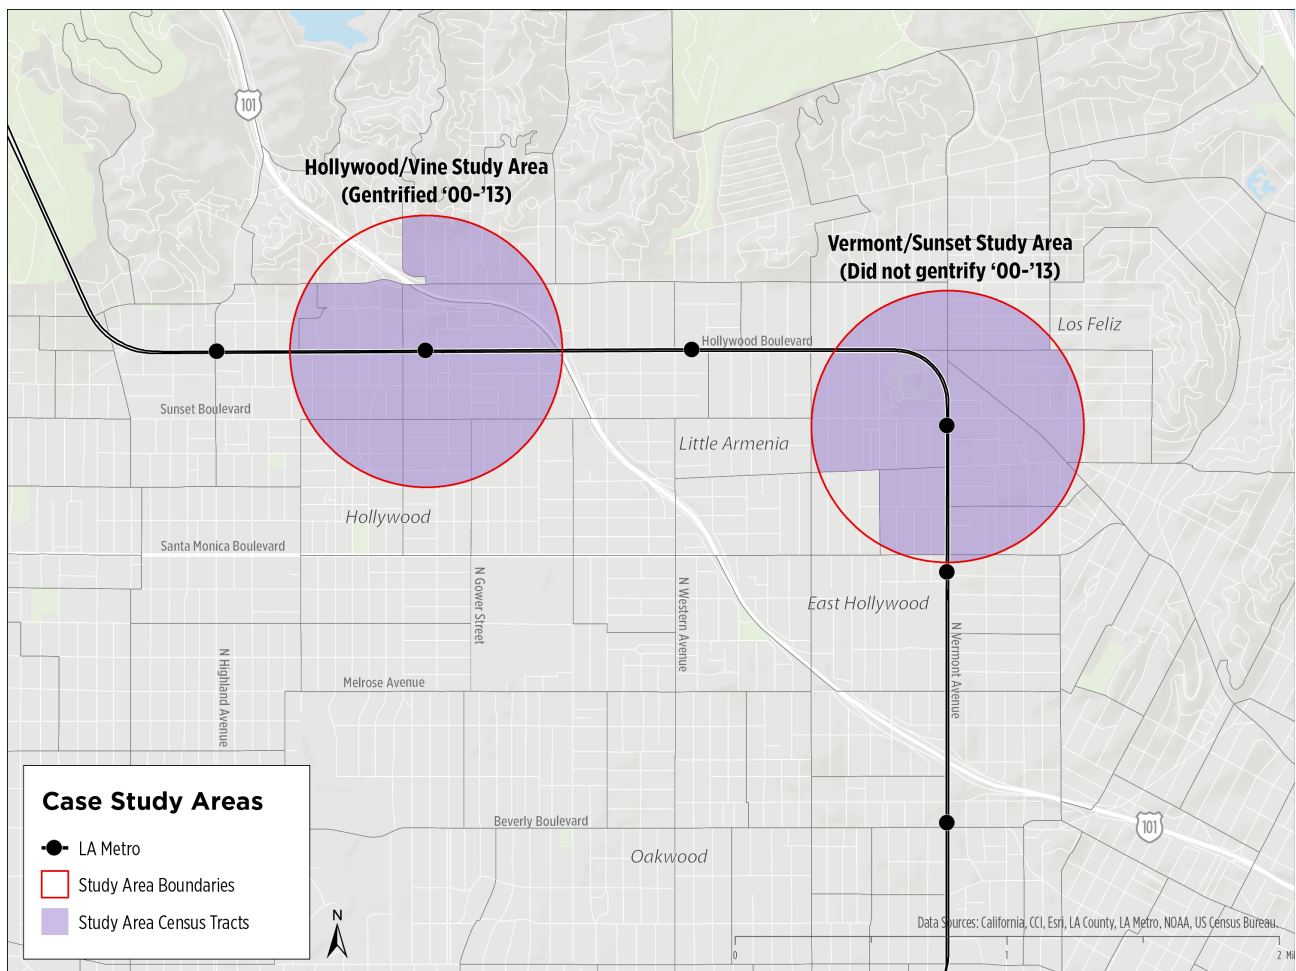 101
Hollywood/Vine Study Area
(Gentrified ‘00-’13)
Vermont/Sunset Study Area
(Did not gentrify ‘00-’13)
Los Feliz
Hollywood Boulevard
Sunset Boulevard
Little Armenia
Hollywood
Santa Monica Boulevard
N Gower Street
N Western Avenue
East Hollywood
N Vermont Avenue
N Highland Avenue
Melrose Avenue
Case Study Areas
LA Metro
Study Area Boundaries
Study Area Census Tracts
N
Beverly Boulevard
Oakwood
101
Data Sources: California, CCI, Esri, LA County, LA Metro, NOAA, US Census Bureau.
0 1 2 Mi